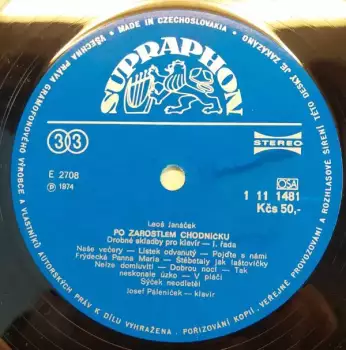 VŠECHNA PRÁVA GRAMOFONOVÉHO VÝROBCE A VLASTNÍKŮ AUTORSKÝCH PRÁV K DÍLU VYHRAŽENA. POŘIZOVÁNÍ KOPIÍ, VEŘEJNÉ PROVOZOVÁNÍ A ROZHLASOVÉ ŠÍŘENÍ TÉTO DESKY JE ZAKÁZÁNO
MADE IN CZECHOSLOVAKIA
SUPRAPHON
33
STEREO
E 2708
Ⓟ 1974
OSA
1 11 1481
Kčs 50,-
Leoš Janáček
PO ZAROSTLÉM CHODNÍČKU
Drobné skladby pro klavír — I. řada
Naše večery — Lístek odvanutý — Pojďte s námi
Frýdecká Panna Maria — Štěbetaly jak laštovičky
Nelze domluvit! — Dobrou noc! — Tak
neskonale úzko — V pláči
Sýček neodletěl
Josef Páleníček — klavír